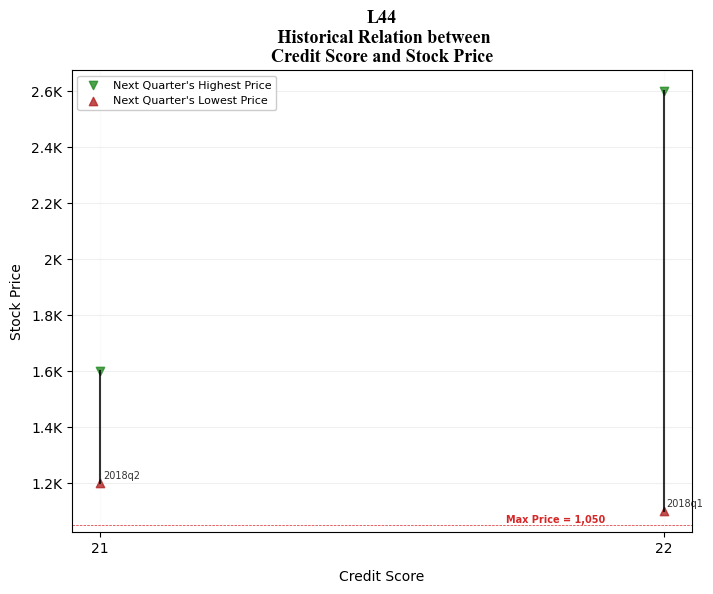 L44
Historical Relation between
Credit Score and Stock Price
Next Quarter's Highest Price
Next Quarter's Lowest Price
Stock Price
2.6K
2.4K
2.2K
2K
1.8K
1.6K
1.4K
1.2K
2018q2
2018q1
Max Price = 1,050
21
22
Credit Score